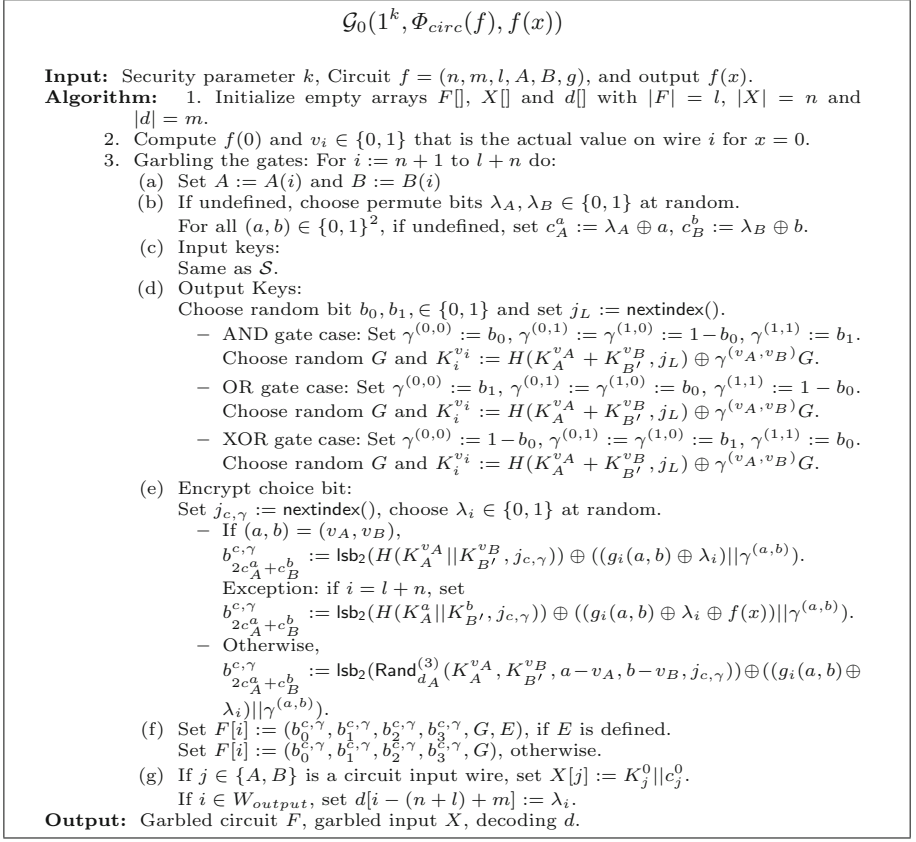 𝒢₀(1ᵏ, Φ_{circ}(f), f(x))
Input: Security parameter k, Circuit f = (n, m, l, A, B, g), and output f(x).
Algorithm: 1. Initialize empty arrays F[], X[] and d[] with |F| = l, |X| = n and
|d| = m.
2. Compute f(0) and v_i ∈ {0, 1} that is the actual value on wire i for x = 0.
3. Garbling the gates: For i := n + 1 to l + n do:
(a) Set A := A(i) and B := B(i)
(b) If undefined, choose permute bits λ_A, λ_B ∈ {0, 1} at random.
For all (a, b) ∈ {0, 1}^2, if undefined, set c_A^a := λ_A ⊕ a, c_B^b := λ_B ⊕ b.
(c) Input keys:
Same as 𝒮.
(d) Output Keys:
Choose random bit b_0, b_1, ∈ {0, 1} and set j_L := nextindex().
− AND gate case: Set γ^{(0,0)} := b_0, γ^{(0,1)} := γ^{(1,0)} := 1−b_0, γ^{(1,1)} := b_1.
Choose random G and K_i^{v_i} := H(K_A^{v_A} + K_{B'}^{v_B}, j_L) ⊕ γ^{(v_A,v_B)}G.
− OR gate case: Set γ^{(0,0)} := b_1, γ^{(0,1)} := γ^{(1,0)} := b_0, γ^{(1,1)} := 1 − b_0.
Choose random G and K_i^{v_i} := H(K_A^{v_A} + K_{B'}^{v_B}, j_L) ⊕ γ^{(v_A,v_B)}G.
− XOR gate case: Set γ^{(0,0)} := 1−b_0, γ^{(0,1)} := γ^{(1,0)} := b_1, γ^{(1,1)} := b_0.
Choose random G and K_i^{v_i} := H(K_A^{v_A} + K_{B'}^{v_B}, j_L) ⊕ γ^{(v_A,v_B)}G.
(e) Encrypt choice bit:
Set j_{c,γ} := nextindex(), choose λ_i ∈ {0, 1} at random.
− If (a, b) = (v_A, v_B),
b_{2c_A^a+c_B^b}^{c,γ} := lsb_2(H(K_A^{v_A}||K_{B'}^{v_B}, j_{c,γ})) ⊕ ((g_i(a, b) ⊕ λ_i)||γ^{(a,b)}).
Exception: if i = l + n, set
b_{2c_A^a+c_B^b}^{c,γ} := lsb_2(H(K_A^a||K_{B'}^b, j_{c,γ})) ⊕ ((g_i(a, b) ⊕ λ_i ⊕ f(x))||γ^{(a,b)}).
− Otherwise,
b_{2c_A^a+c_B^b}^{c,γ} := lsb_2(Rand_{d_A}^{(3)}(K_A^{v_A}, K_{B'}^{v_B}, a−v_A, b−v_B, j_{c,γ}))⊕((g_i(a, b)⊕
λ_i)||γ^{(a,b)}).
(f) Set F[i] := (b_0^{c,γ}, b_1^{c,γ}, b_2^{c,γ}, b_3^{c,γ}, G, E), if E is defined.
Set F[i] := (b_0^{c,γ}, b_1^{c,γ}, b_2^{c,γ}, b_3^{c,γ}, G), otherwise.
(g) If j ∈ {A, B} is a circuit input wire, set X[j] := K_j^0||c_j^0.
If i ∈ W_{output}, set d[i − (n + l) + m] := λ_i.
Output: Garbled circuit F, garbled input X, decoding d.